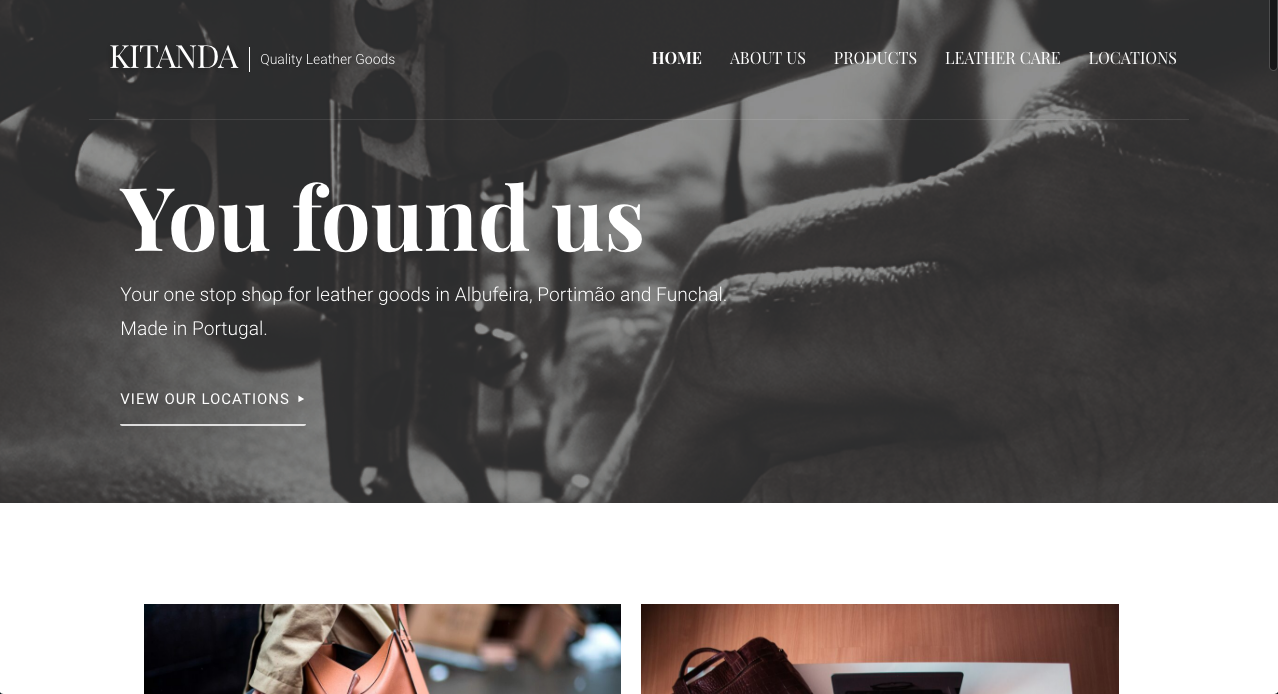 KITANDA
Quality Leather Goods
HOME ABOUT US PRODUCTS LEATHER CARE LOCATIONS
You found us
Your one stop shop for leather goods in Albufeira, Portimão and Funchal.
Made in Portugal.
VIEW OUR LOCATIONS